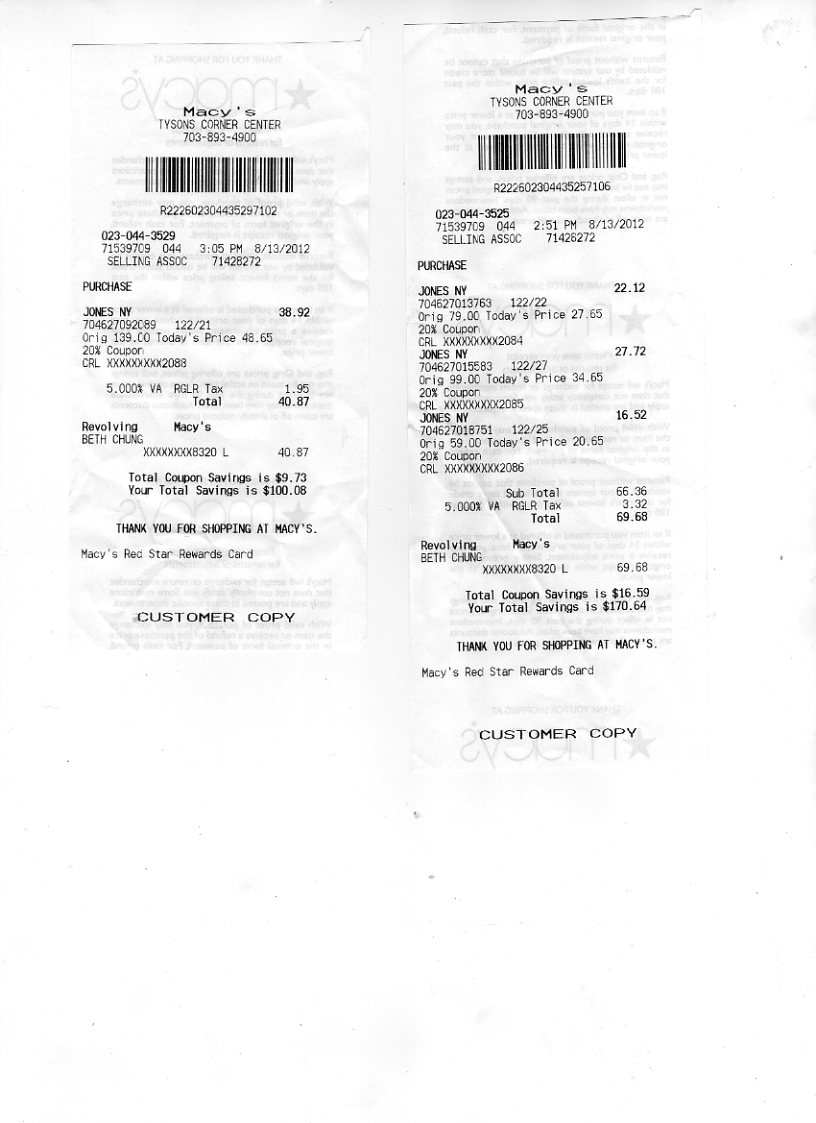 Macy's
TYSONS CORNER CENTER
703-893-4900
R222602304435297102
023-044-3529
71539709 044 3:05 PM 8/13/2012
SELLING ASSOC 71428272
PURCHASE
JONES NY 38.92
704627092089 122/21
Orig 139.00 Today's Price 48.65
20% Coupon
CRL XXXXXXXXX2083
5.000% VA RGLR Tax 1.95
Total 40.87
Revolving Macy's
BETH CHUNG
XXXXXXXX8320 L 40.87
Total Coupon Savings is $9.73
Your Total Savings is $100.08
THANK YOU FOR SHOPPING AT MACY'S.
Macy's Red Star Rewards Card
CUSTOMER COPY
Macy's
TYSONS CORNER CENTER
703-893-4900
R222602304435257106
023-044-3525
71539709 044 2:51 PM 8/13/2012
SELLING ASSOC 71428272
PURCHASE
JONES NY 22.12
704627013763 122/22
Orig 79.00 Today's Price 27.65
20% Coupon
CRL XXXXXXXXX2084
JONES NY 27.72
704627015583 122/27
Orig 99.00 Today's Price 34.65
20% Coupon
CRL XXXXXXXXX2085
JONES NY 16.52
704627018751 122/25
Orig 59.00 Today's Price 20.65
20% Coupon
CRL XXXXXXXXX2086
Sub Total 66.36
5.000% VA RGLR Tax 3.32
Total 69.68
Revolving Macy's
BETH CHUNG
XXXXXXXX8320 L 69.68
Total Coupon Savings is $16.59
Your Total Savings is $170.64
THANK YOU FOR SHOPPING AT MACY'S.
Macy's Red Star Rewards Card
CUSTOMER COPY